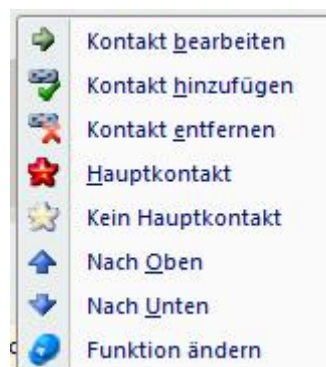 Kontakt bearbeiten
Kontakt hinzufügen
Kontakt entfernen
Hauptkontakt
Kein Hauptkontakt
Nach Oben
Nach Unten
Funktion ändern